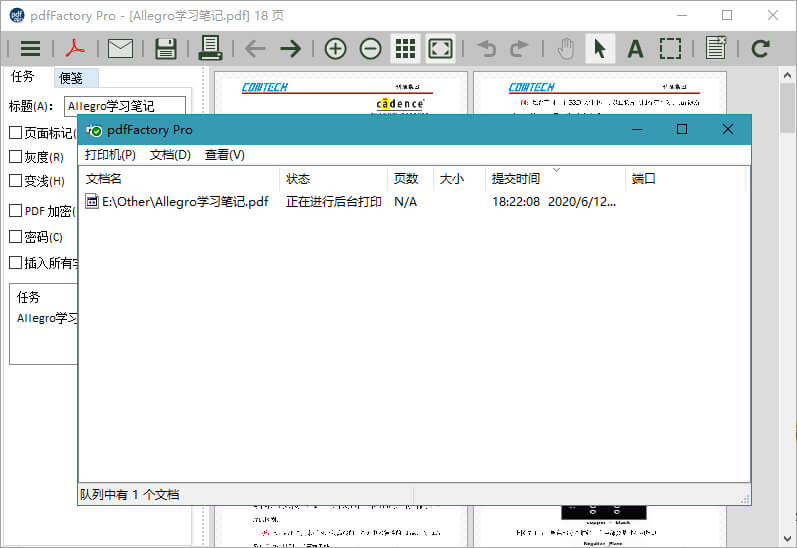 pdfFactory Pro - [Allegro学习笔记.pdf] 18 页
任务 便笺
标题(A): Allegro学习笔记
COMTECH
COMTECH
cādence
pdfFactory Pro
页面标记(
打印机(P) 文档(D) 查看(V)
灰度(R)
文档名 状态 页数 大小 提交时间 端口
变浅(H)
E:\Other\Allegro学习笔记.pdf 正在进行后台打印 N/A 18:22:08 2020/6/12...
PDF 加密(
密码(C)
插入所有字
任务
Allegro学习
队列中有 1 个文档
copper = black
Negative_Plane